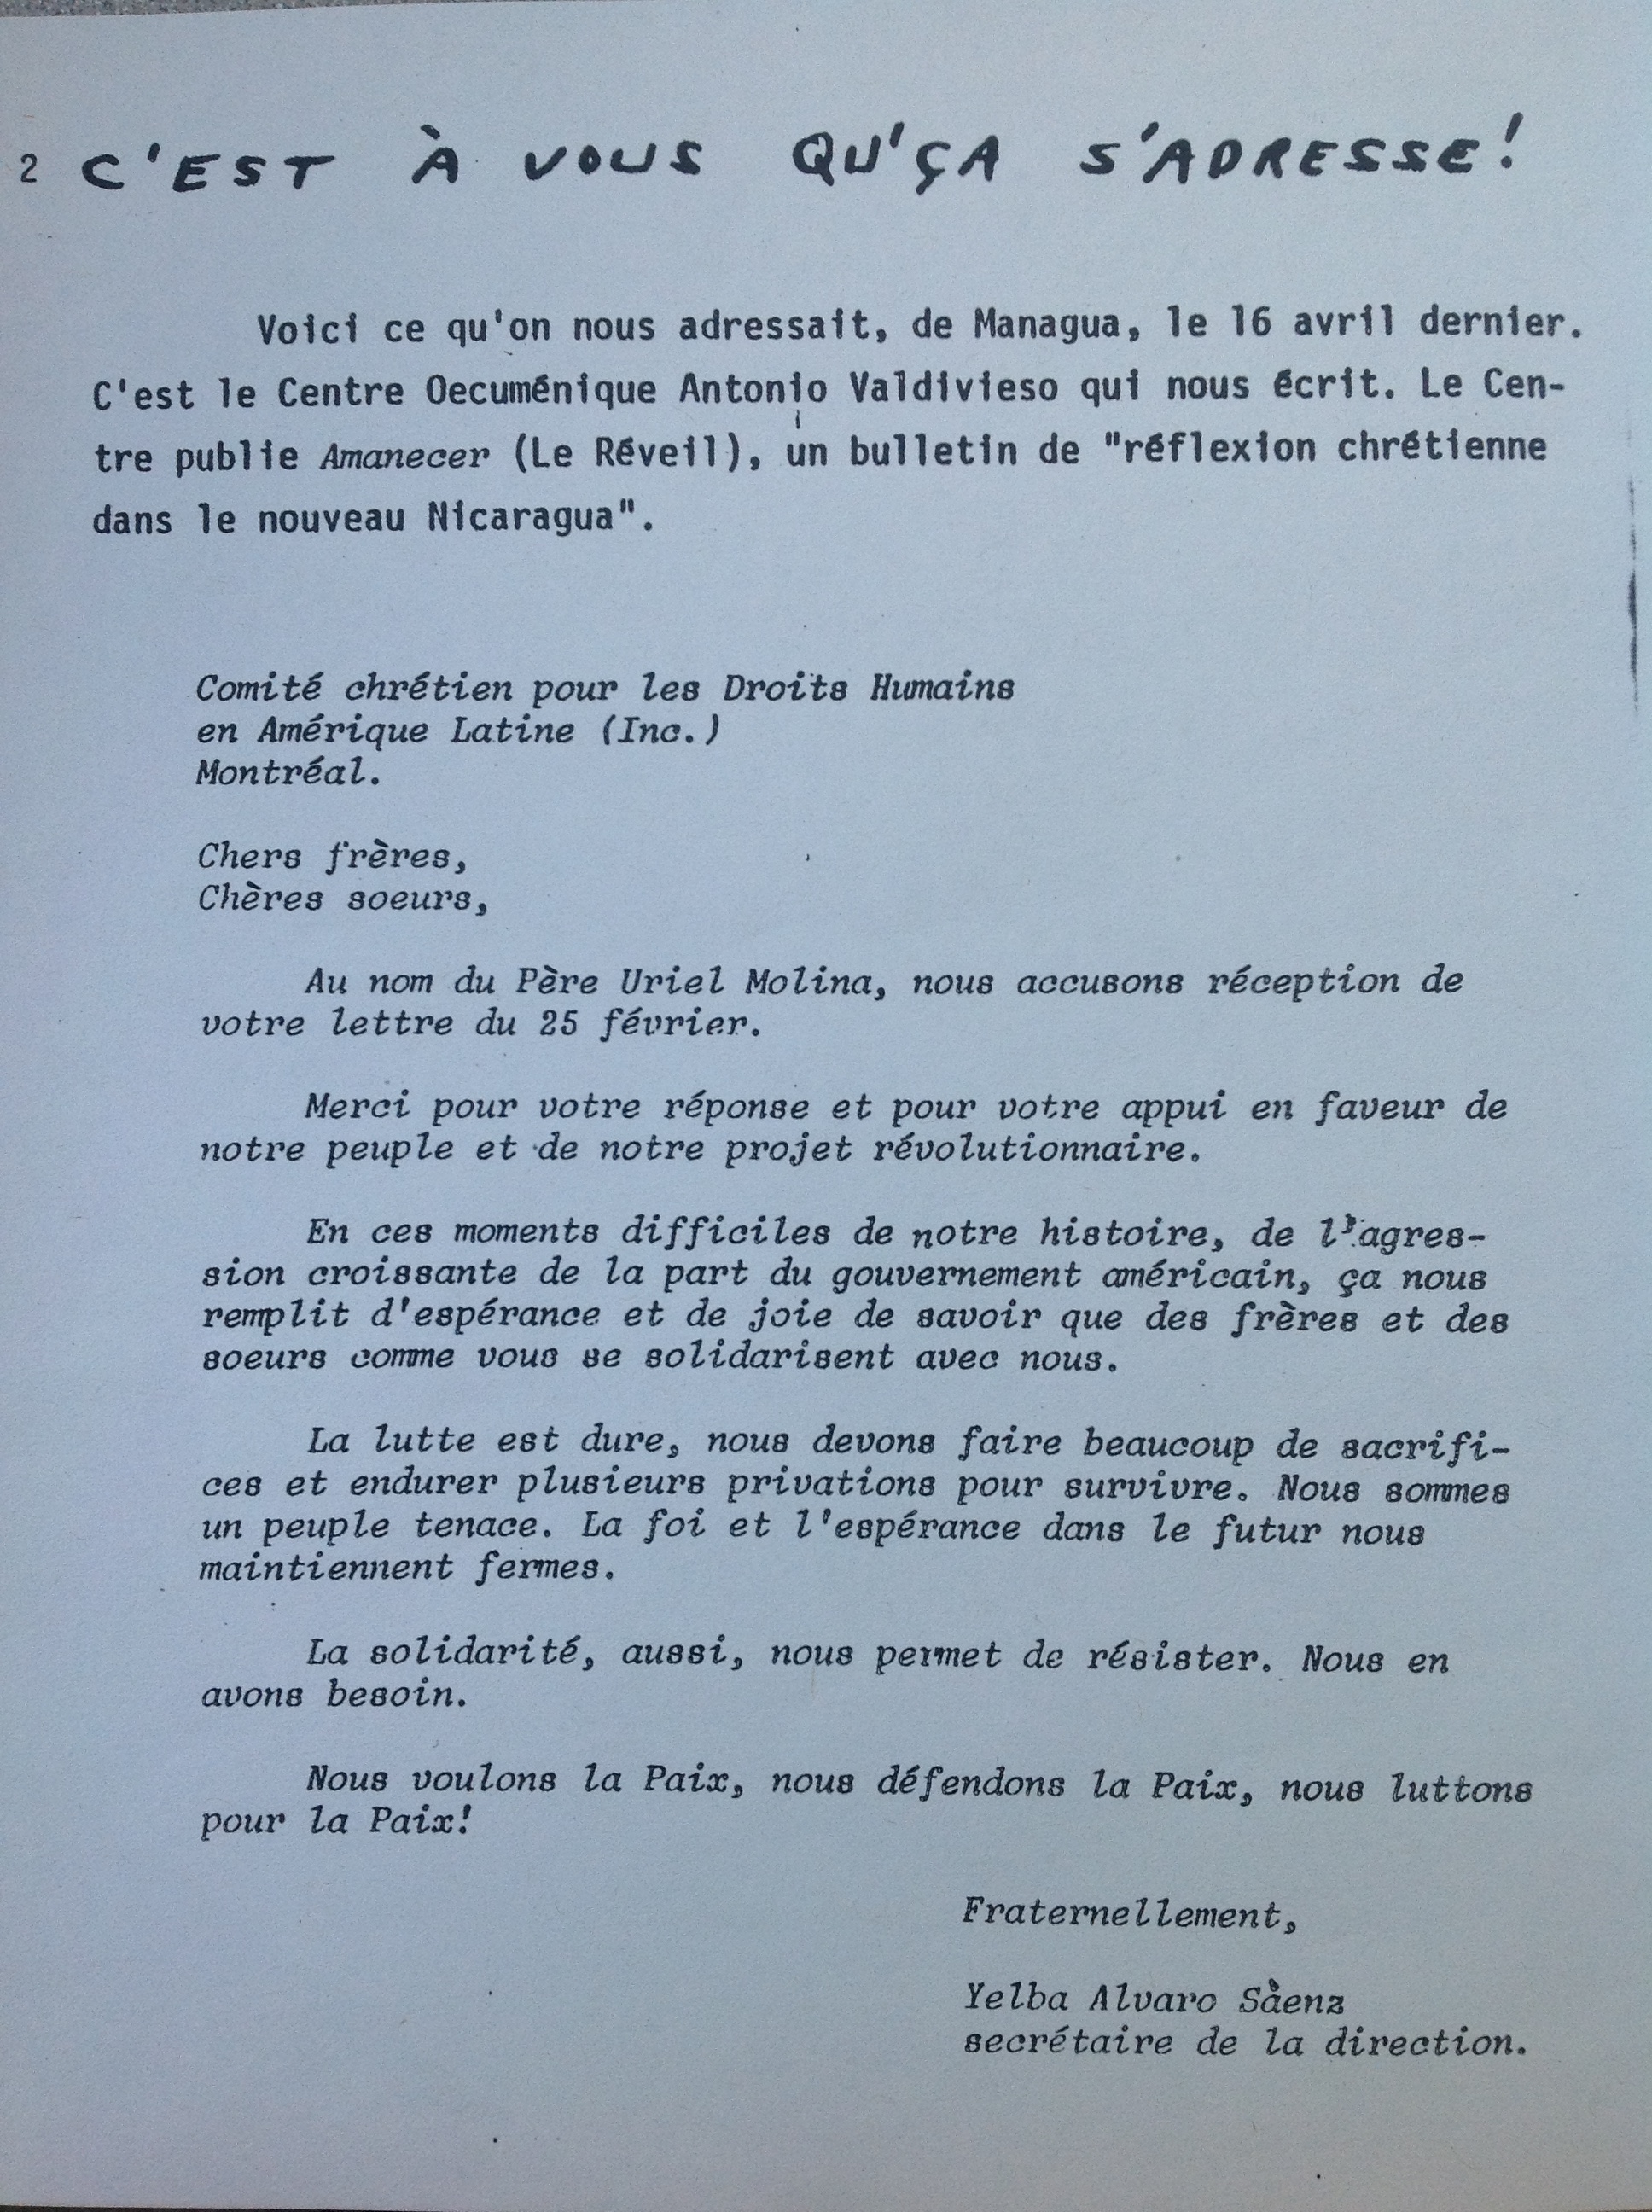 2 C'EST À VOUS QU'ÇA S'ADRESSE!
Voici ce qu'on nous adressait, de Managua, le 16 avril dernier.
C'est le Centre Oecuménique Antonio Valdivieso qui nous écrit. Le Cen-
tre publie Amanecer (Le Réveil), un bulletin de "réflexion chrétienne
dans le nouveau Nicaragua".
Comité chrétien pour les Droits Humains
en Amérique Latine (Inc.)
Montréal.
Chers frères,
Chères soeurs,
Au nom du Père Uriel Molina, nous accusons réception de
votre lettre du 25 février.
Merci pour votre réponse et pour votre appui en faveur de
notre peuple et de notre projet révolutionnaire.
En ces moments difficiles de notre histoire, de l'agres-
sion croissante de la part du gouvernement américain, ça nous
remplit d'espérance et de joie de savoir que des frères et des
soeurs comme vous se solidarisent avec nous.
La lutte est dure, nous devons faire beaucoup de sacrifi-
ces et endurer plusieurs privations pour survivre. Nous sommes
un peuple tenace. La foi et l'espérance dans le futur nous
maintiennent fermes.
La solidarité, aussi, nous permet de résister. Nous en
avons besoin.
Nous voulons la Paix, nous défendons la Paix, nous luttons
pour la Paix!
Fraternellement,
Yelba Alvaro Sàenz
secrétaire de la direction.